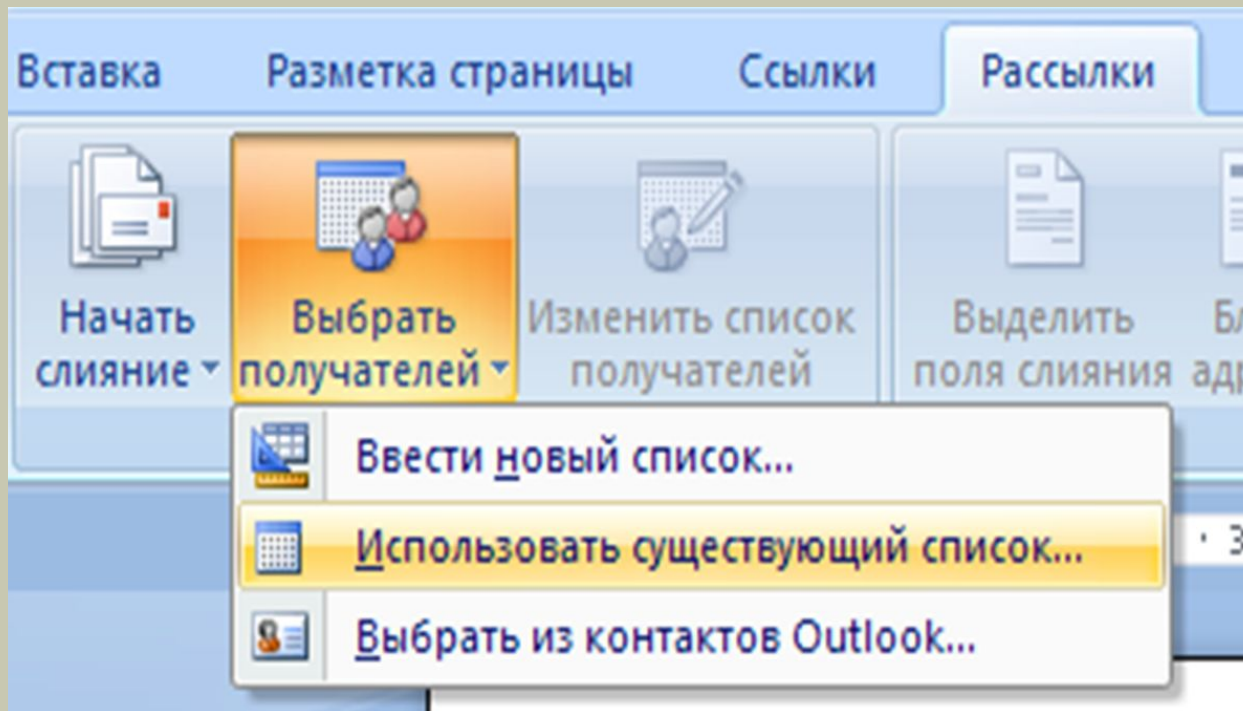 Вставка Разметка страницы Ссылки Рассылки
Начать слияние
Выбрать получателей
Изменить список получателей
Выделить поля слияния
Ввести новый список...
Использовать существующий список...
Выбрать из контактов Outlook...